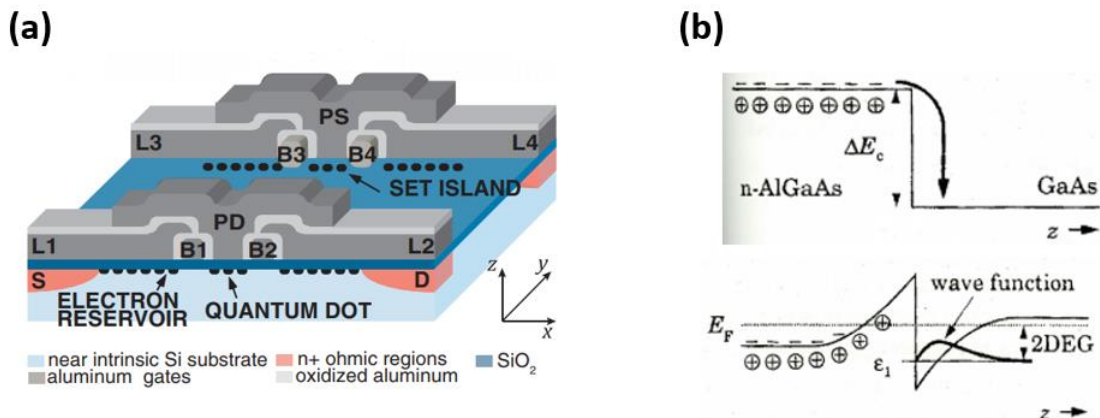 (a)
L3
PS
L4
B3
B4
SET ISLAND
PD
L1
B1
B2
L2
S
D
ELECTRON
RESERVOIR
QUANTUM DOT
z
y
x
near intrinsic Si substrate
n+ ohmic regions
SiO2
aluminum gates
oxidized aluminum
(b)
ΔEc
n-AlGaAs
GaAs
z
wave function
EF
2DEG
ε1
z